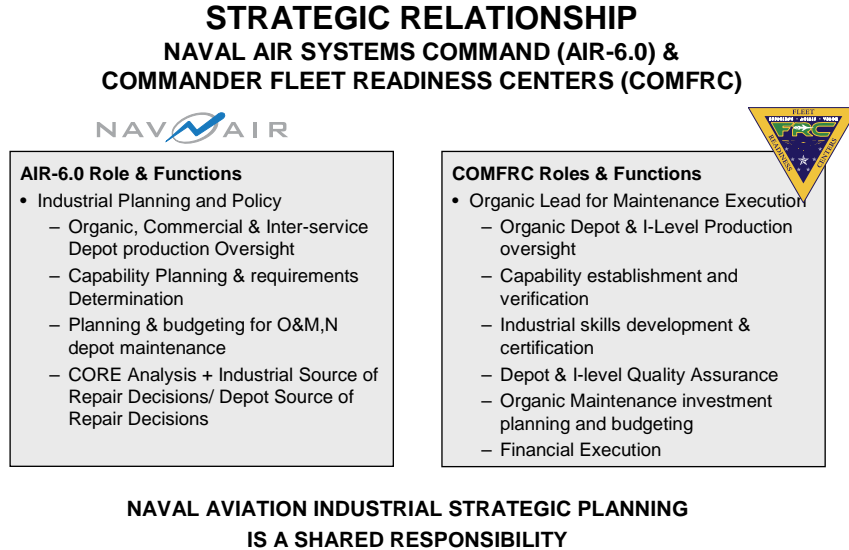 STRATEGIC RELATIONSHIP
NAVAL AIR SYSTEMS COMMAND (AIR-6.0) &
COMMANDER FLEET READINESS CENTERS (COMFRC)
NAVAIR
FLEET
FRC
READINESS
CENTERS
AIR-6.0 Role & Functions
• Industrial Planning and Policy
– Organic, Commercial & Inter-service
Depot production Oversight
– Capability Planning & requirements
Determination
– Planning & budgeting for O&M,N
depot maintenance
– CORE Analysis + Industrial Source of
Repair Decisions/ Depot Source of
Repair Decisions
COMFRC Roles & Functions
• Organic Lead for Maintenance Execution
– Organic Depot & I-Level Production
oversight
– Capability establishment and
verification
– Industrial skills development &
certification
– Depot & I-level Quality Assurance
– Organic Maintenance investment
planning and budgeting
– Financial Execution
NAVAL AVIATION INDUSTRIAL STRATEGIC PLANNING
IS A SHARED RESPONSIBILITY